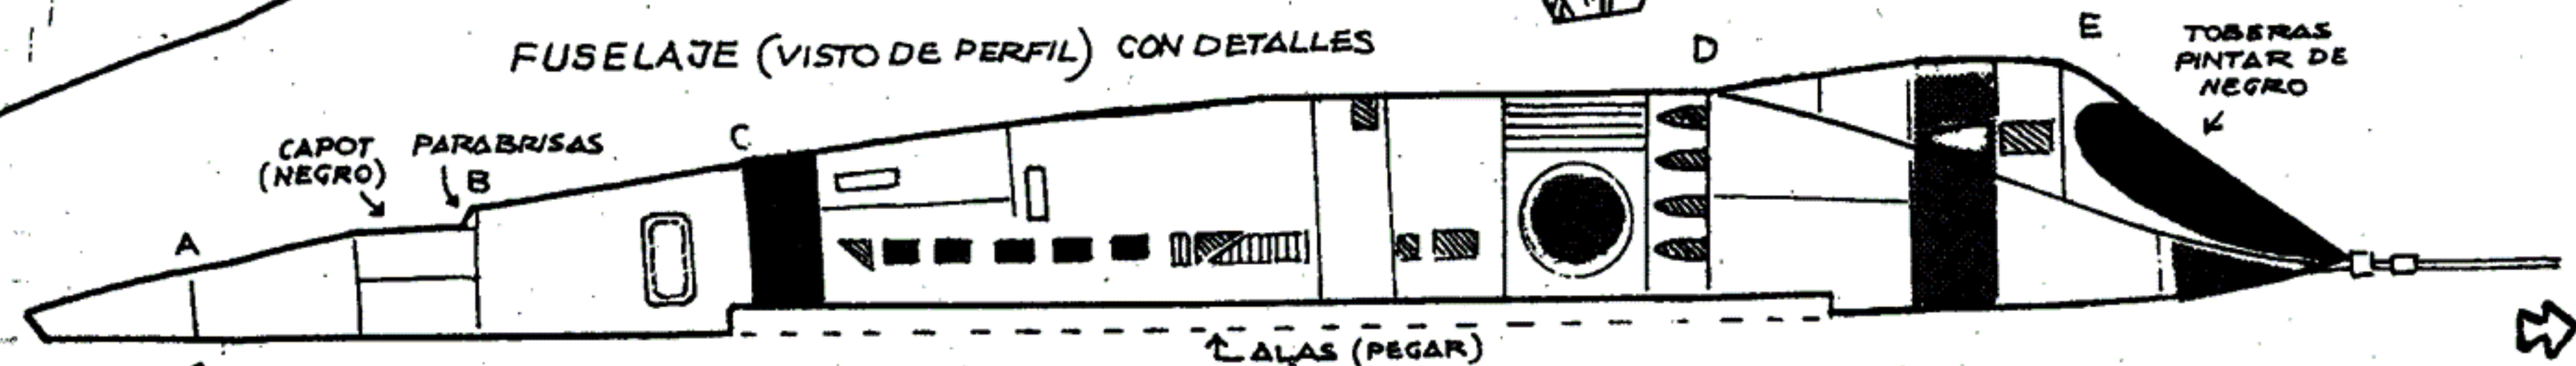 FUSELAJE (VISTO DE PERFIL) CON DETALLES
D
E
TOBERAS
PINTAR DE
NEGRO
C
CAPOT
(NEGRO)
PARABRISAS
B
A
ALAS (PEGAR)